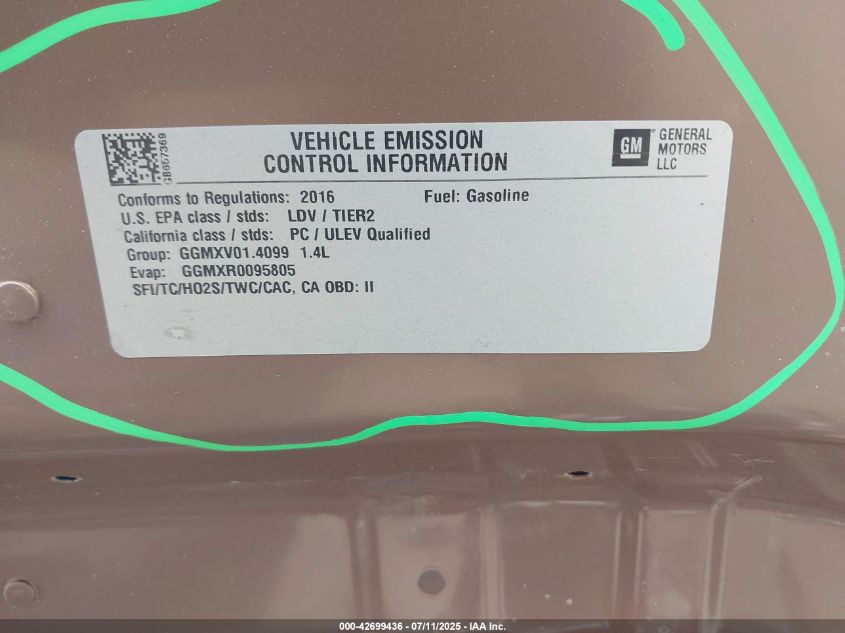 GB667369
VEHICLE EMISSION
CONTROL INFORMATION
GM
GENERAL
MOTORS
LLC
Conforms to Regulations: 2016 Fuel: Gasoline
U.S. EPA class / stds: LDV / TIER2
California class / stds: PC / ULEV Qualified
Group: GGMXV01.4099 1.4L
Evap: GGMXR0095805
SFI/TC/HO2S/TWC/CAC, CA OBD: II
000-42699436 - 07/11/2025 - IAA Inc.